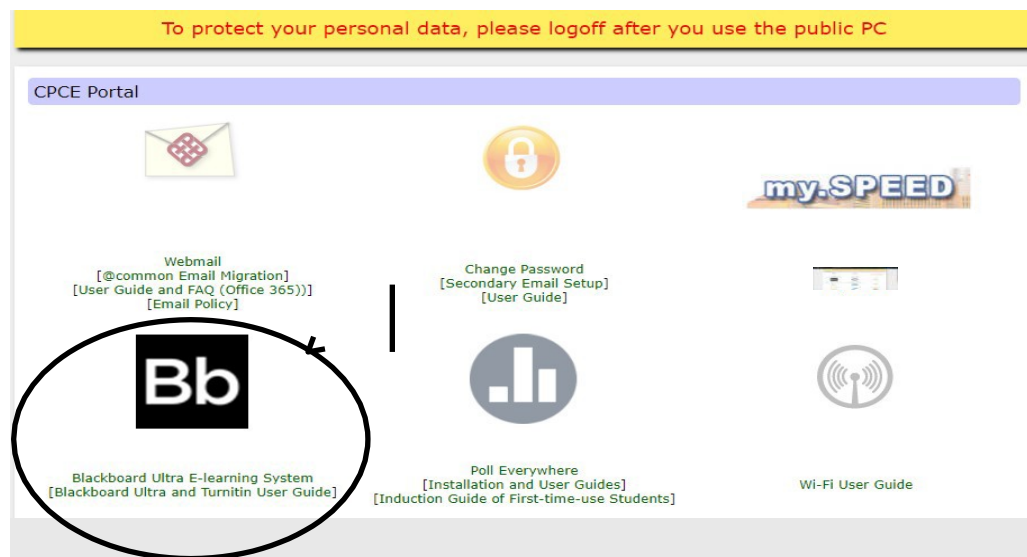 To protect your personal data, please logoff after you use the public PC
CPCE Portal
my.SPEED
Webmail
[@common Email Migration]
[User Guide and FAQ (Office 365))]
[Email Policy]
Change Password
[Secondary Email Setup]
[User Guide]
Bb
Blackboard Ultra E-learning System
[Blackboard Ultra and Turnitin User Guide]
Poll Everywhere
[Installation and User Guides]
[Induction Guide of First-time-use Students]
Wi-Fi User Guide